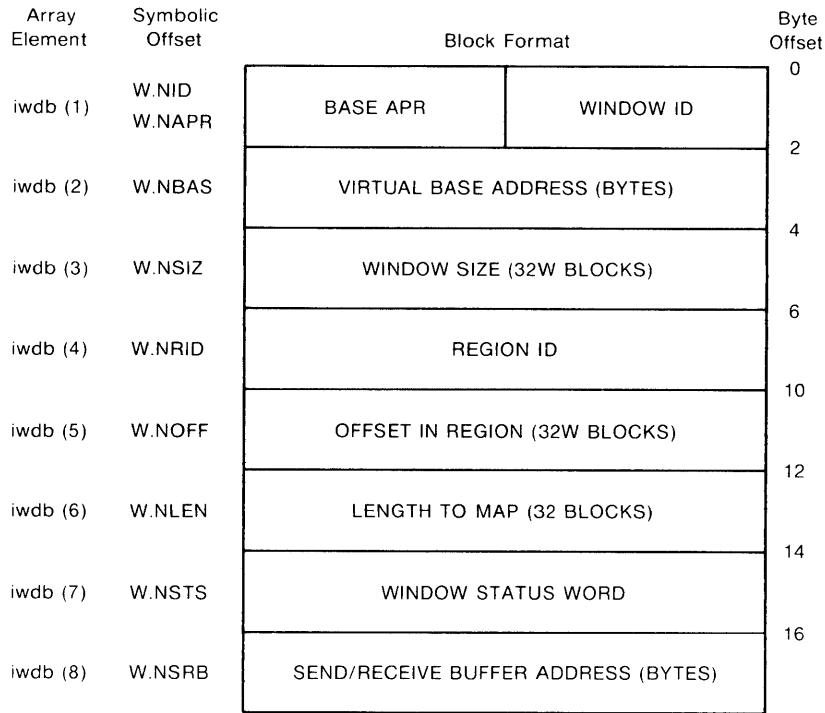 Array Element Symbolic Offset Block Format Byte Offset
0
iwdb (1) W.NID W.NAPR BASE APR WINDOW ID
2
iwdb (2) W.NBAS VIRTUAL BASE ADDRESS (BYTES)
4
iwdb (3) W.NSIZ WINDOW SIZE (32W BLOCKS)
6
iwdb (4) W.NRID REGION ID
10
iwdb (5) W.NOFF OFFSET IN REGION (32W BLOCKS)
12
iwdb (6) W.NLEN LENGTH TO MAP (32 BLOCKS)
14
iwdb (7) W.NSTS WINDOW STATUS WORD
16
iwdb (8) W.NSRB SEND/RECEIVE BUFFER ADDRESS (BYTES)